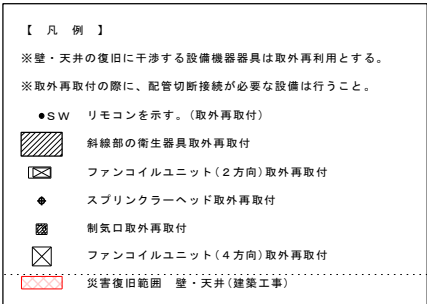 【 凡 例 】
※壁・天井の復旧に干渉する設備機器器具は取外再利用とする。
※取外再取付の際に、配管切断接続が必要な設備は行うこと。
●SW リモコンを示す。(取外再取付)
斜線部の衛生器具取外再取付
ファンコイルユニット(2方向)取外再取付
スプリンクラーヘッド取外再取付
制気口取外再取付
ファンコイルユニット(4方向)取外再取付
災害復旧範囲 壁・天井(建築工事)